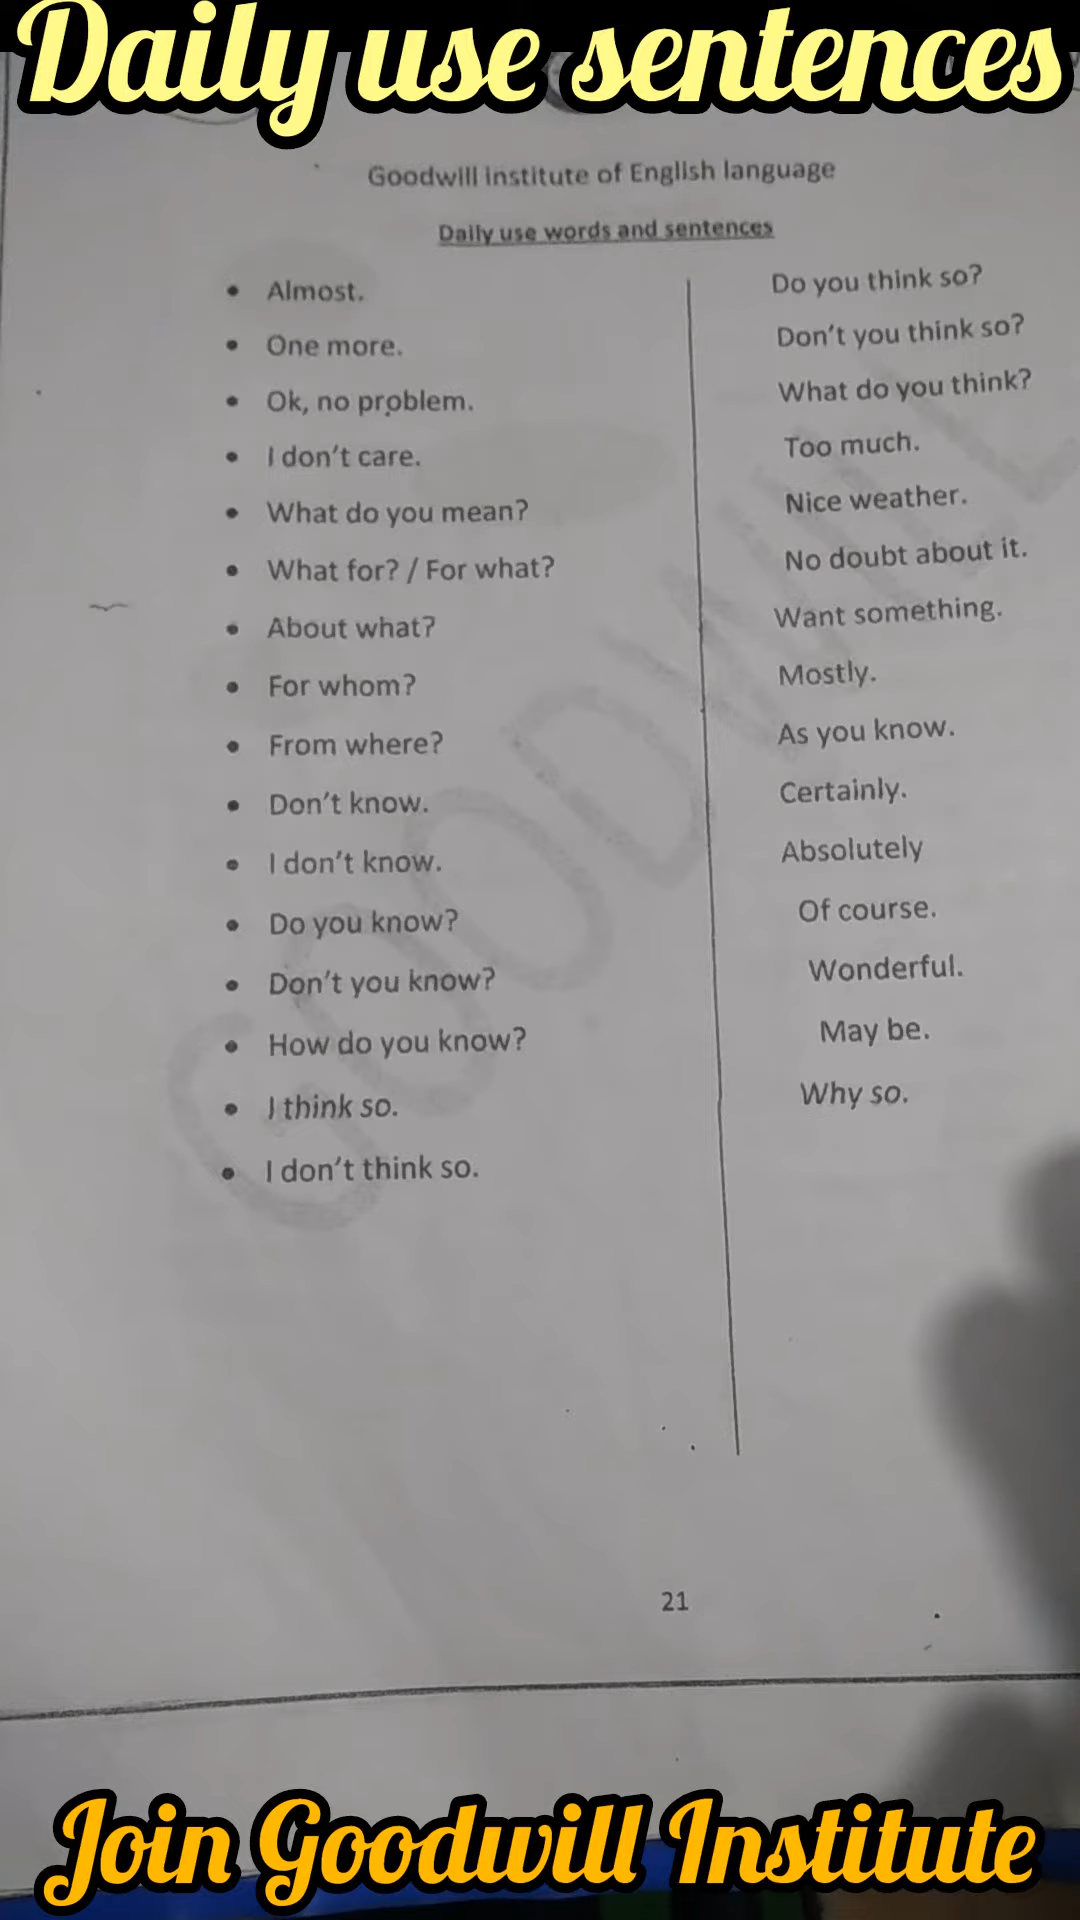 Daily use sentences
Goodwill institute of English language
Daily use words and sentences
• Almost.
• One more.
• Ok, no problem.
• I don't care.
• What do you mean?
• What for? / For what?
• About what?
• For whom?
• From where?
• Don't know.
• I don't know.
• Do you know?
• Don't you know?
• How do you know?
• I think so.
• I don't think so.
Do you think so?
Don't you think so?
What do you think?
Too much.
Nice weather.
No doubt about it.
Want something.
Mostly.
As you know.
Certainly.
Absolutely
Of course.
Wonderful.
May be.
Why so.
GOODWILL
21
Join Goodwill Institute